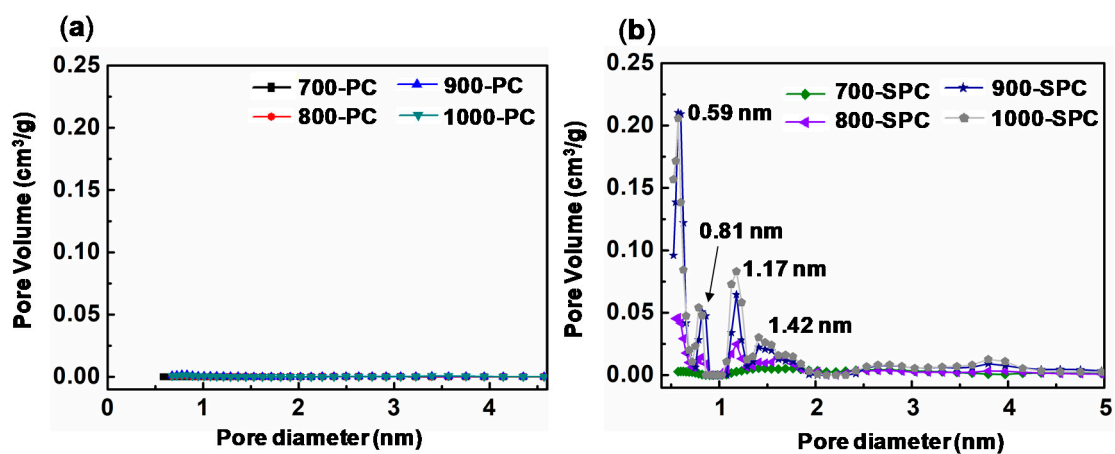 (a)
0.25
0.20
0.15
0.10
0.05
0.00
Pore Volume (cm³/g)
700-PC 900-PC
800-PC 1000-PC
0 1 2 3 4
Pore diameter (nm)
(b)
0.25
0.20
0.15
0.10
0.05
0.00
Pore Volume (cm³/g)
700-SPC 900-SPC
800-SPC 1000-SPC
0.59 nm
0.81 nm
1.17 nm
1.42 nm
1 2 3 4 5
Pore diameter (nm)